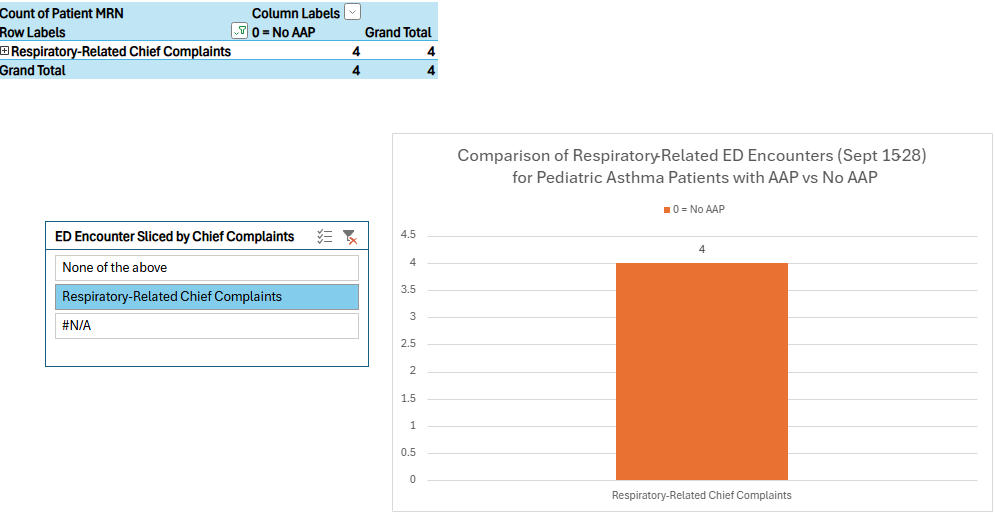 Count of Patient MRN Column Labels
Row Labels 0 = No AAP Grand Total
Respiratory-Related Chief Complaints 4 4
Grand Total 4 4
Comparison of Respiratory-Related ED Encounters (Sept 15-28)
for Pediatric Asthma Patients with AAP vs No AAP
0 = No AAP
ED Encounter Sliced by Chief Complaints
None of the above
Respiratory-Related Chief Complaints
#N/A
4.5
4
3.5
3
2.5
2
1.5
1
0.5
0
4
Respiratory-Related Chief Complaints